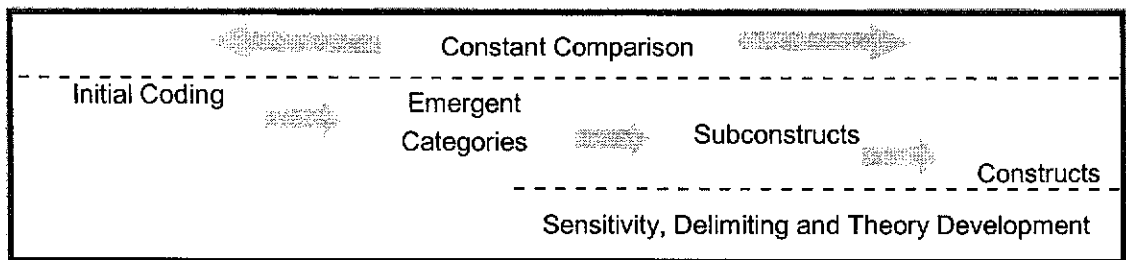 Constant Comparison
Initial Coding
Emergent
Categories
Subconstructs
Constructs
Sensitivity, Delimiting and Theory Development